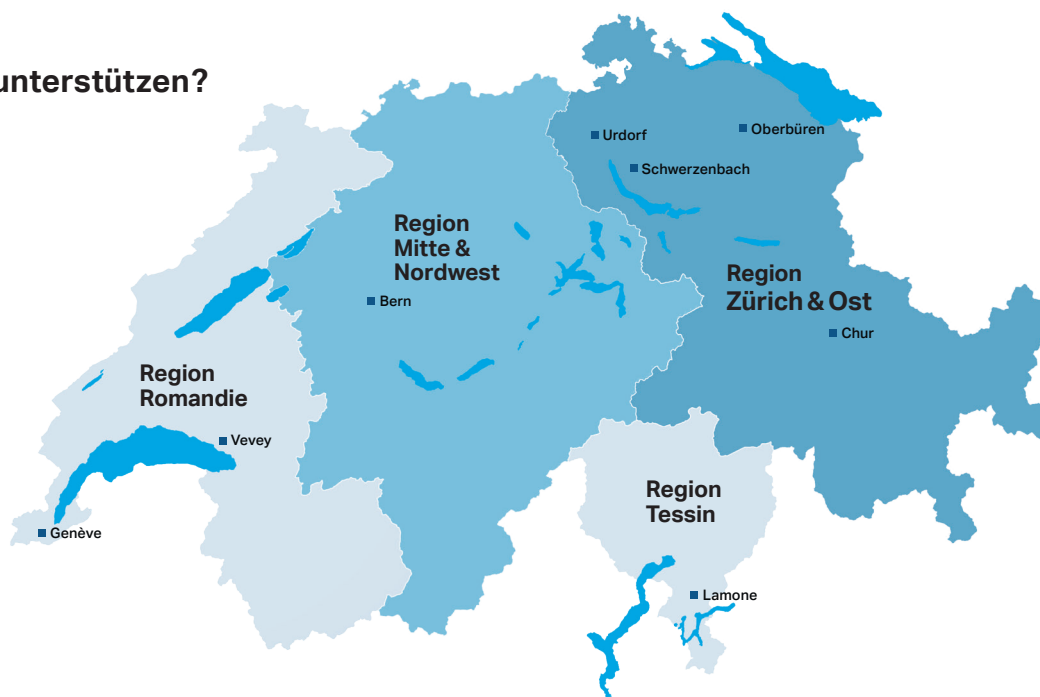 unterstützen?
Urdorf
Oberbüren
Schwerzenbach
Region
Mitte &
Nordwest
Region
Zürich & Ost
Bern
Chur
Region
Romandie
Vevey
Region
Tessin
Genève
Lamone